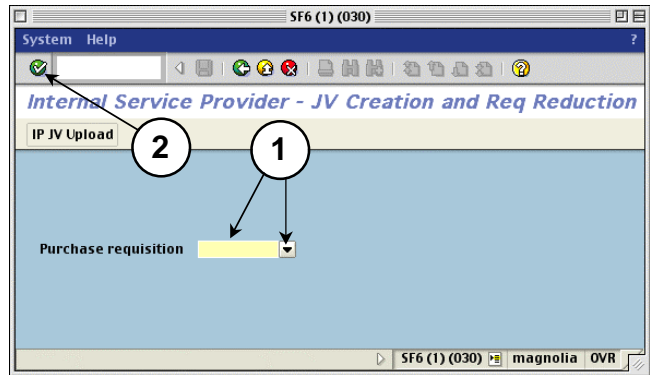 SF6 (1) (030)
System Help ?
Internal Service Provider - JV Creation and Req Reduction
IP JV Upload
2 1
Purchase requisition
SF6 (1) (030) magnolia OVR